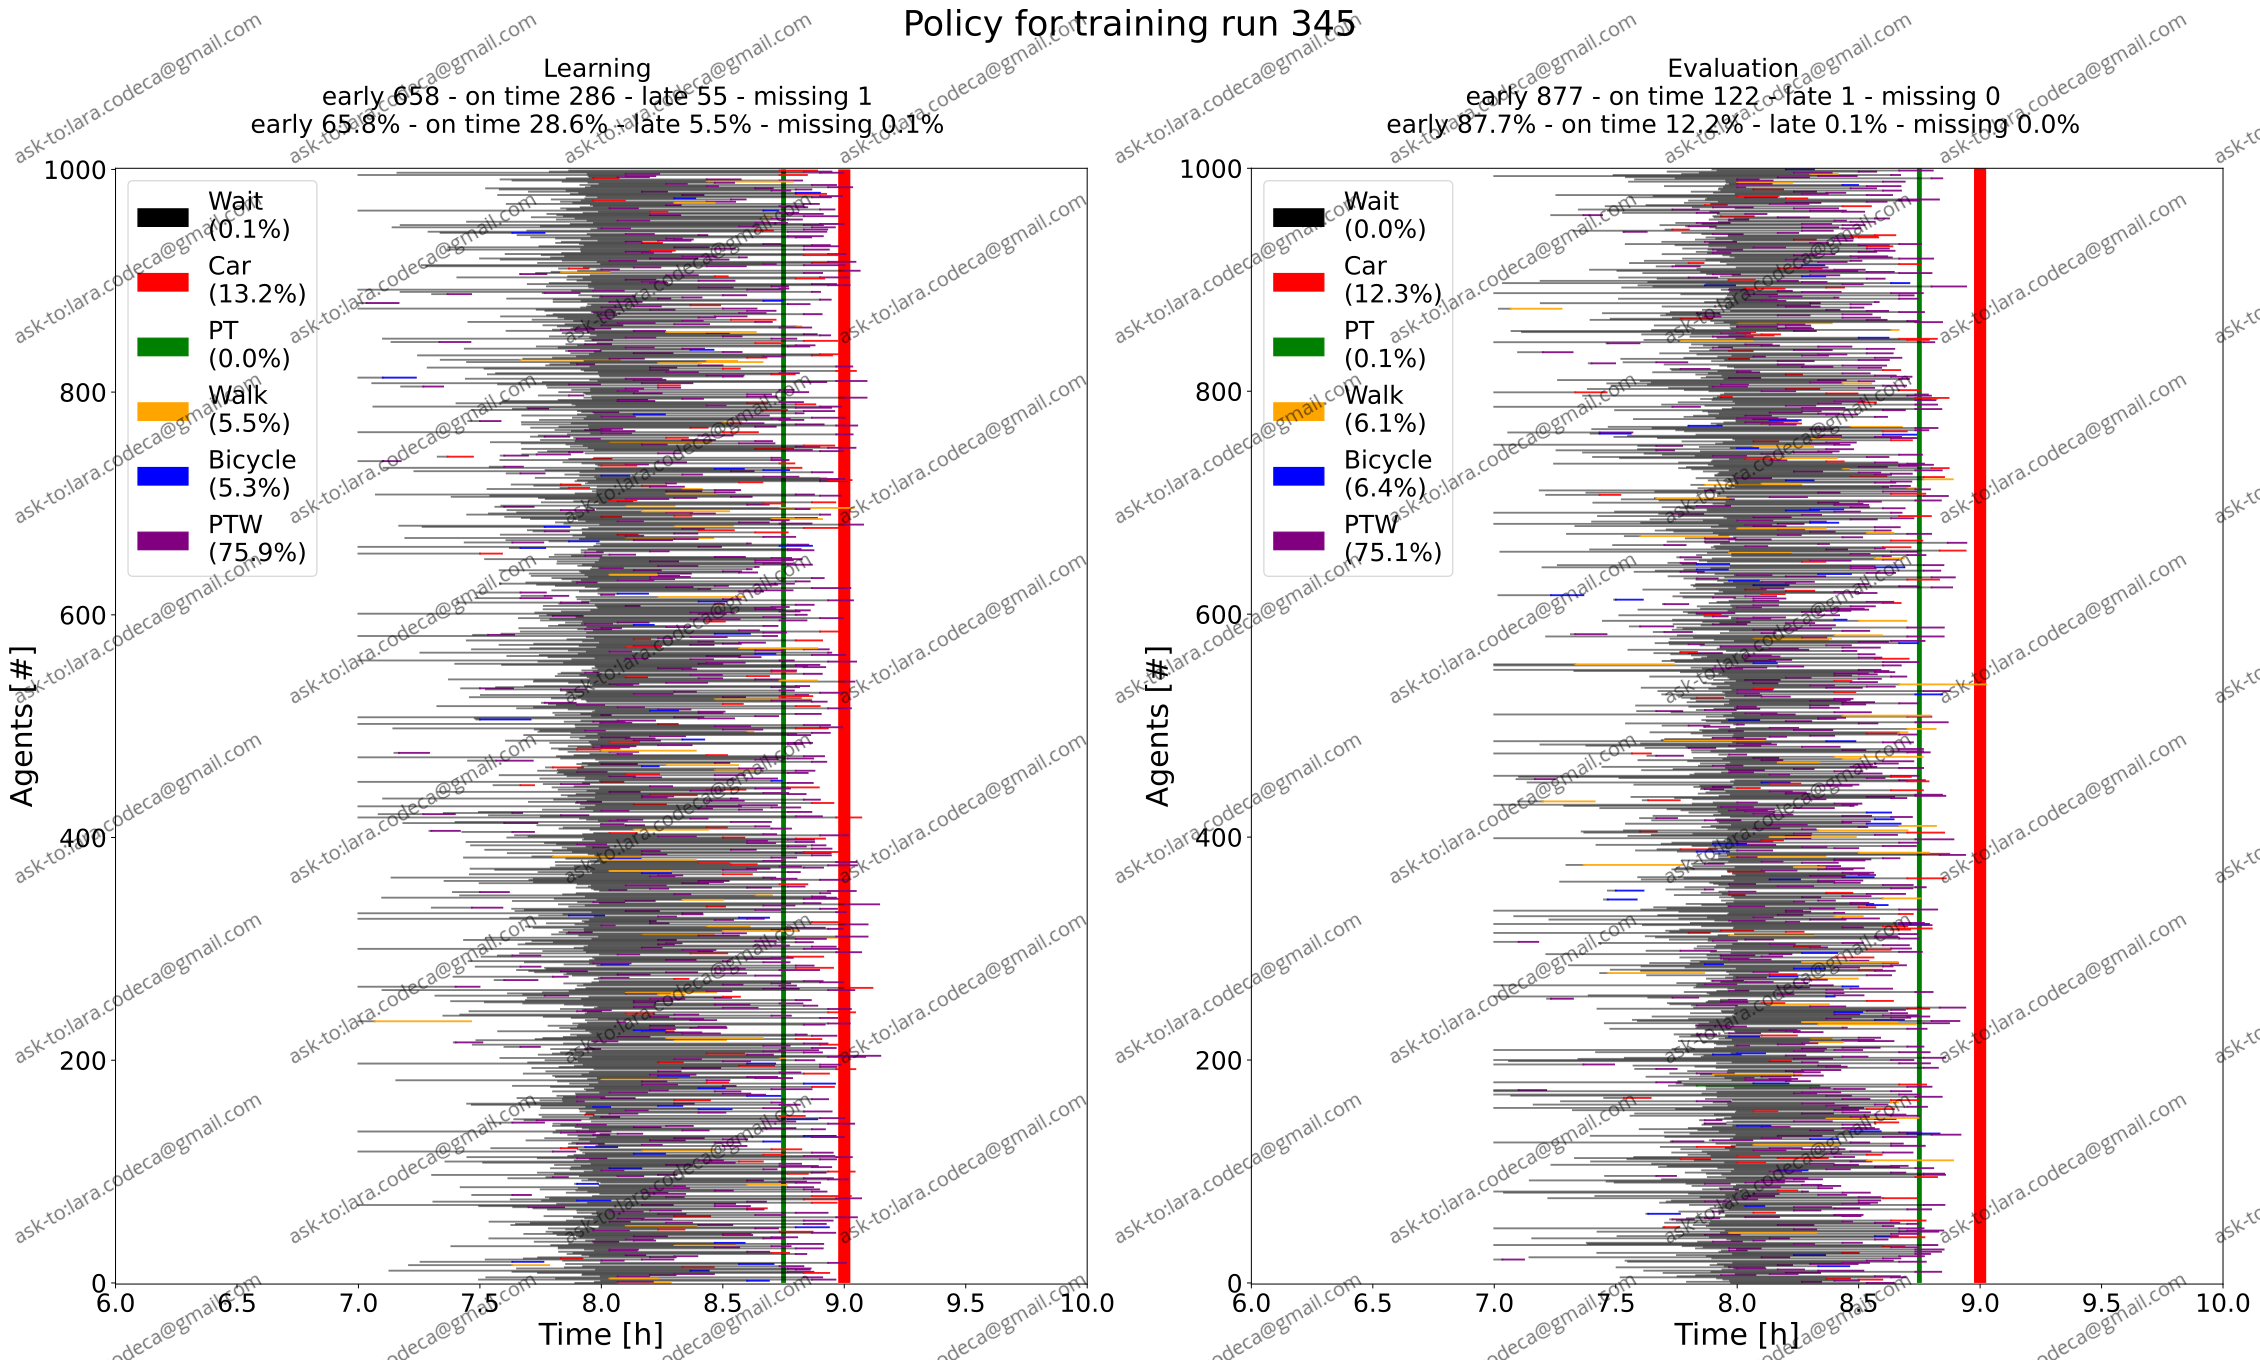 Policy for training run 345
Learning
early 658 - on time 286 - late 55 - missing 1
early 65.8% - on time 28.6% - late 5.5% - missing 0.1%
1000
800
600
400
200
0
Agents [#]
Wait
(0.1%)
Car
(13.2%)
PT
(0.0%)
Walk
(5.5%)
Bicycle
(5.3%)
PTW
(75.9%)
6.0
6.5
7.0
7.5
8.0
8.5
9.0
9.5
10.0
Time [h]
Evaluation
early 877 - on time 122 - late 1 - missing 0
early 87.7% - on time 12.2% - late 0.1% - missing 0.0%
1000
800
600
400
200
0
Agents [#]
Wait
(0.0%)
Car
(12.3%)
PT
(0.1%)
Walk
(6.1%)
Bicycle
(6.4%)
PTW
(75.1%)
6.0
6.5
7.0
7.5
8.0
8.5
9.0
9.5
10.0
Time [h]
ask-to:lara.codeca@gmail.com